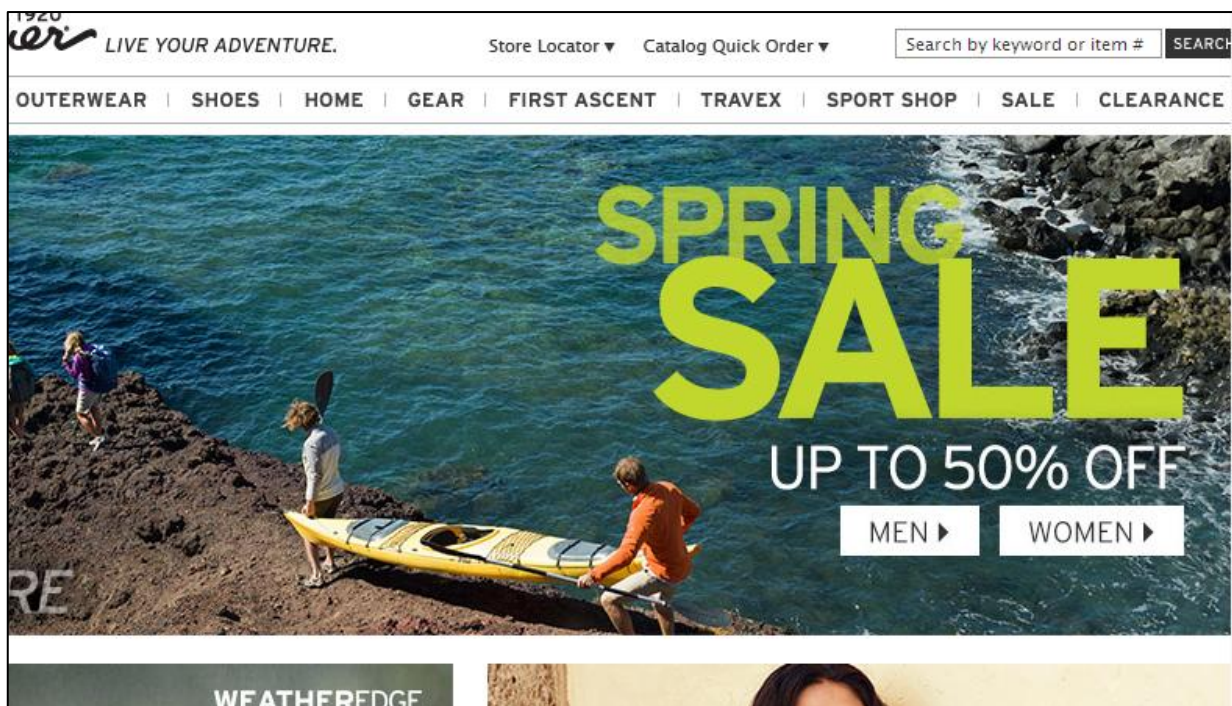 1920
LIVE YOUR ADVENTURE.
Store Locator ▼ Catalog Quick Order ▼ Search by keyword or item # SEARCH
OUTERWEAR | SHOES | HOME | GEAR | FIRST ASCENT | TRAVEX | SPORT SHOP | SALE | CLEARANCE
SPRING
SALE
UP TO 50% OFF
MEN WOMEN
RE
WEATHEREDGE